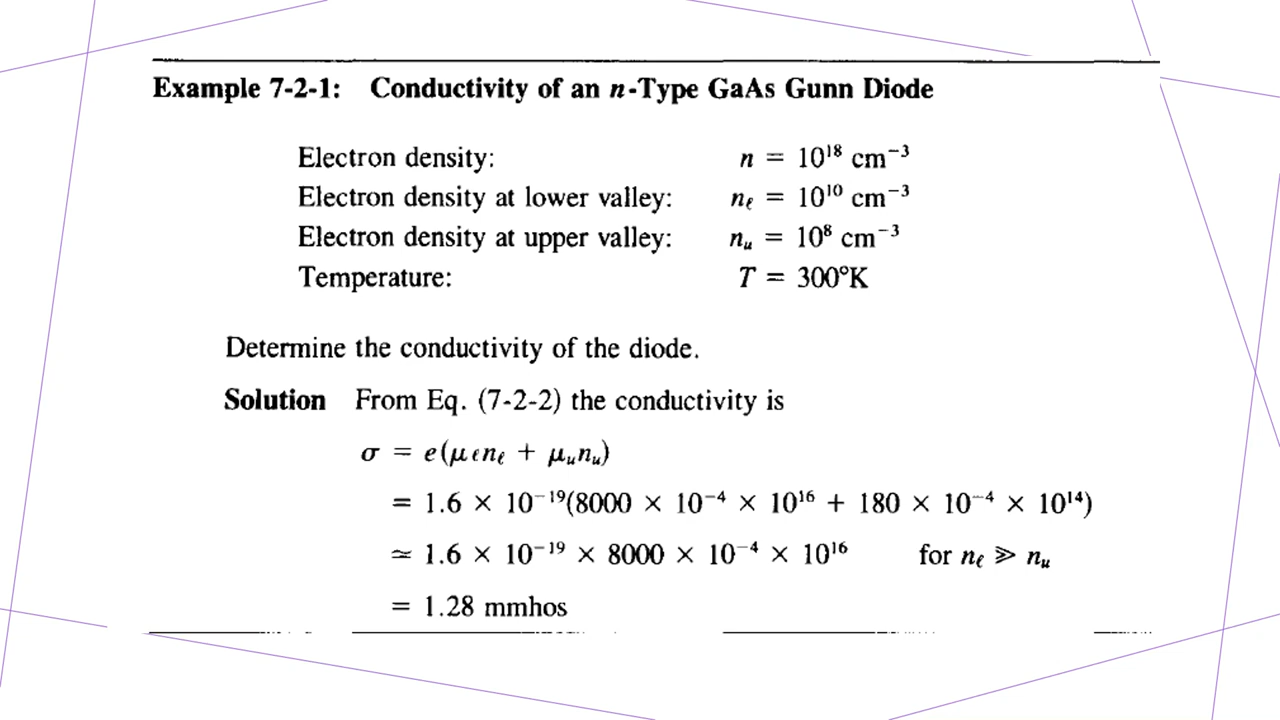 Example 7-2-1: Conductivity of an n-Type GaAs Gunn Diode
Electron density: n = 10¹⁸ cm⁻³
Electron density at lower valley: nℓ = 10¹⁰ cm⁻³
Electron density at upper valley: nᵤ = 10⁸ cm⁻³
Temperature: T = 300°K
Determine the conductivity of the diode.
Solution From Eq. (7-2-2) the conductivity is
σ = e(μℓnℓ + μᵤnᵤ)
= 1.6 × 10⁻¹⁹(8000 × 10⁻⁴ × 10¹⁶ + 180 × 10⁻⁴ × 10¹⁴)
≃ 1.6 × 10⁻¹⁹ × 8000 × 10⁻⁴ × 10¹⁶ for nℓ ≫ nᵤ
= 1.28 mmhos